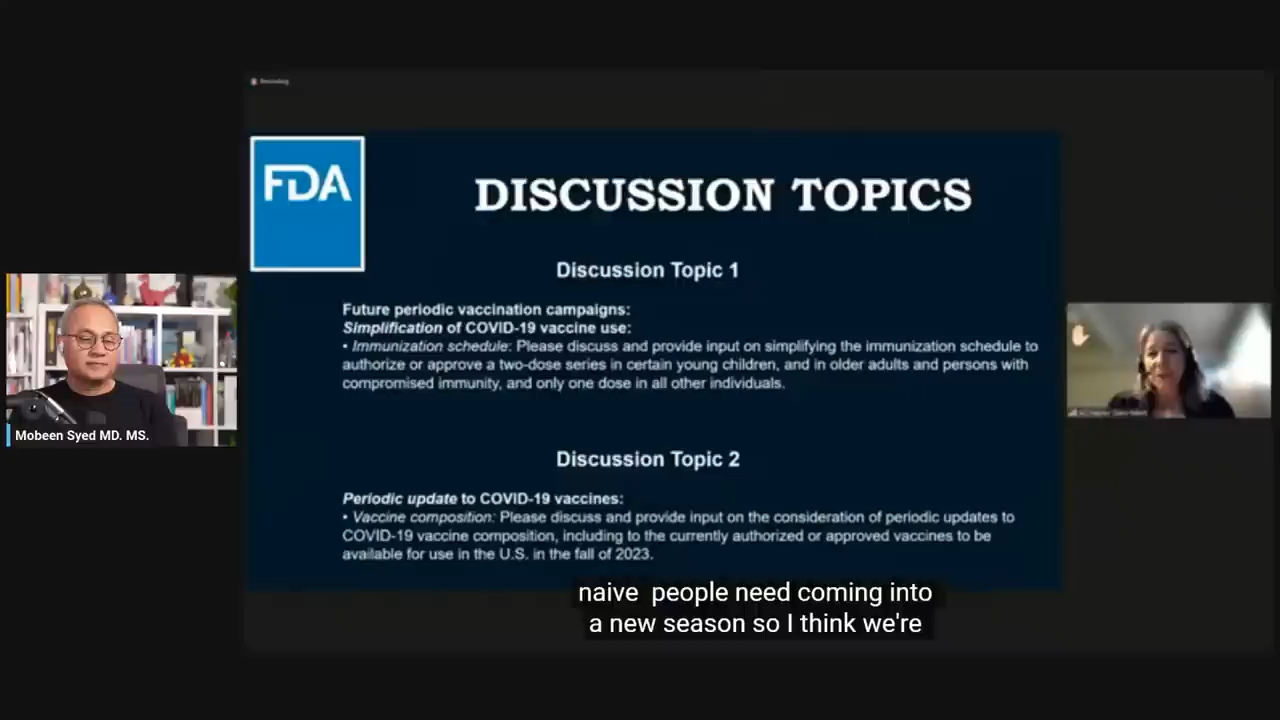 Recording
FDA
DISCUSSION TOPICS
Discussion Topic 1
Future periodic vaccination campaigns:
Simplification of COVID-19 vaccine use:
• Immunization schedule: Please discuss and provide input on simplifying the immunization schedule to
authorize or approve a two-dose series in certain young children, and in older adults and persons with
compromised immunity, and only one dose in all other individuals.
Mobeen Syed MD. MS.
Discussion Topic 2
Periodic update to COVID-19 vaccines:
• Vaccine composition: Please discuss and provide input on the consideration of periodic updates to
COVID-19 vaccine composition, including to the currently authorized or approved vaccines to be
available for use in the U.S. in the fall of 2023.
naive people need coming into
a new season so I think we're